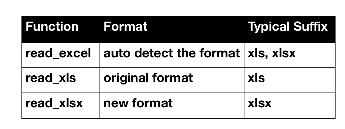 Function Format Typical Suffix
read_excel auto detect the format xls, xlsx
read_xls original format xls
read_xlsx new format xlsx